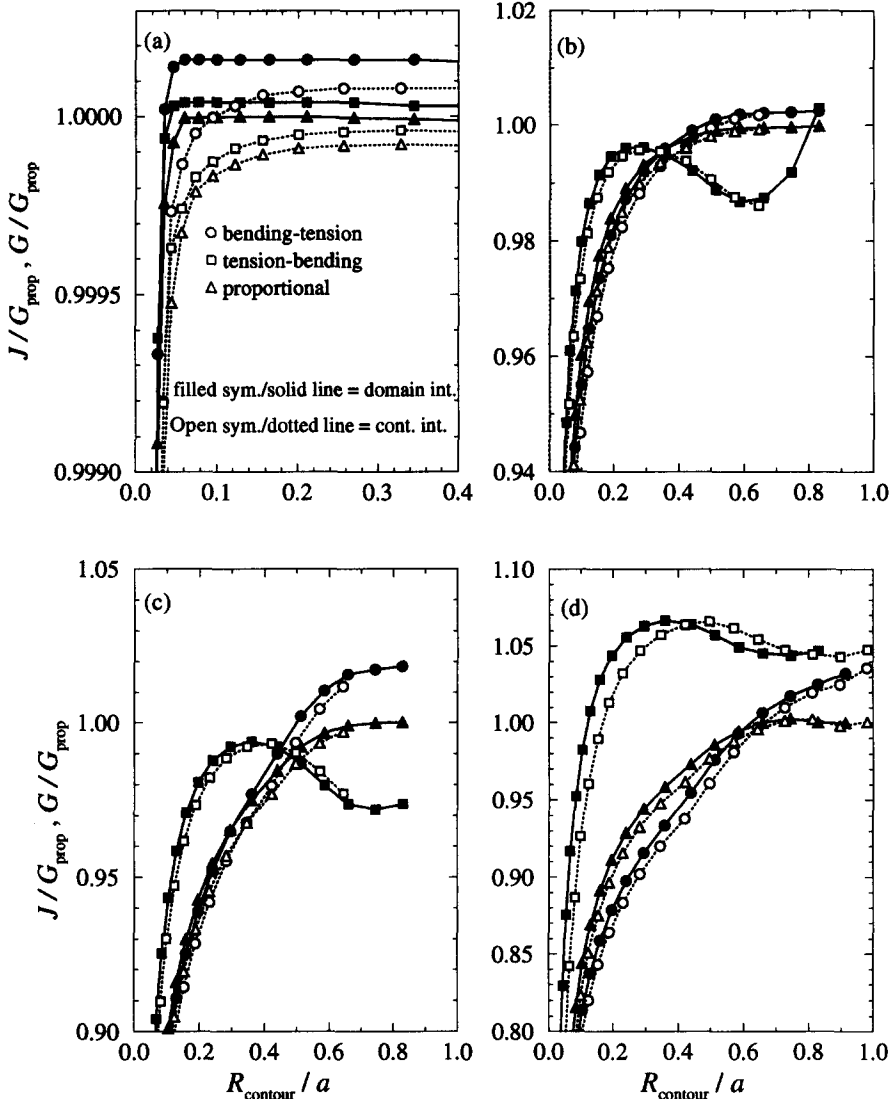 (a)
1.0000
0.9995
0.9990
J / G_prop , G / G_prop
bending-tension
tension-bending
proportional
filled sym./solid line = domain int.
Open sym./dotted line = cont. int.
0.0 0.1 0.2 0.3 0.4
(b)
1.02
1.00
0.98
0.96
0.94
0.0 0.2 0.4 0.6 0.8 1.0
(c)
1.05
1.00
0.95
0.90
J / G_prop , G / G_prop
0.0 0.2 0.4 0.6 0.8 1.0
R_contour / a
(d)
1.10
1.05
1.00
0.95
0.90
0.85
0.80
0.0 0.2 0.4 0.6 0.8 1.0
R_contour / a